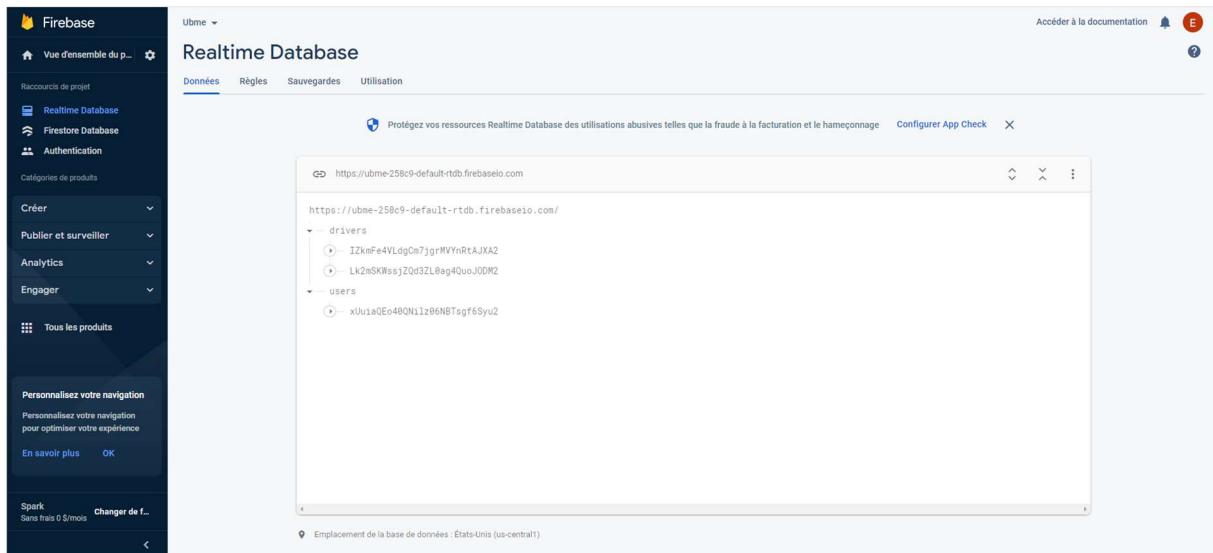 Firebase
Vue d'ensemble du p...
Raccourcis de projet
Realtime Database
Firestore Database
Authentication
Catégories de produits
Créer
Publier et surveiller
Analytics
Engager
Tous les produits
Personnalisez votre navigation
Personnalisez votre navigation
pour optimiser votre expérience
En savoir plus OK
Spark
Sans frais 0 $/mois
Changer de f...
Ubme
Accéder à la documentation
E
Realtime Database
Données Règles Sauvegardes Utilisation
Protégez vos ressources Realtime Database des utilisations abusives telles que la fraude à la facturation et le hameçonnage Configurer App Check
https://ubme-258c9-default-rtdb.firebaseio.com
https://ubme-258c9-default-rtdb.firebaseio.com/
drivers
IZkmFe4VLdgCm7jgrMVYnRtAJXA2
Lk2mSKWssjZQd3ZL0ag4QuoJODM2
users
xUuiaQEo40QNilz06NBTsgf6Syu2
Emplacement de la base de données : États-Unis (us-central1)